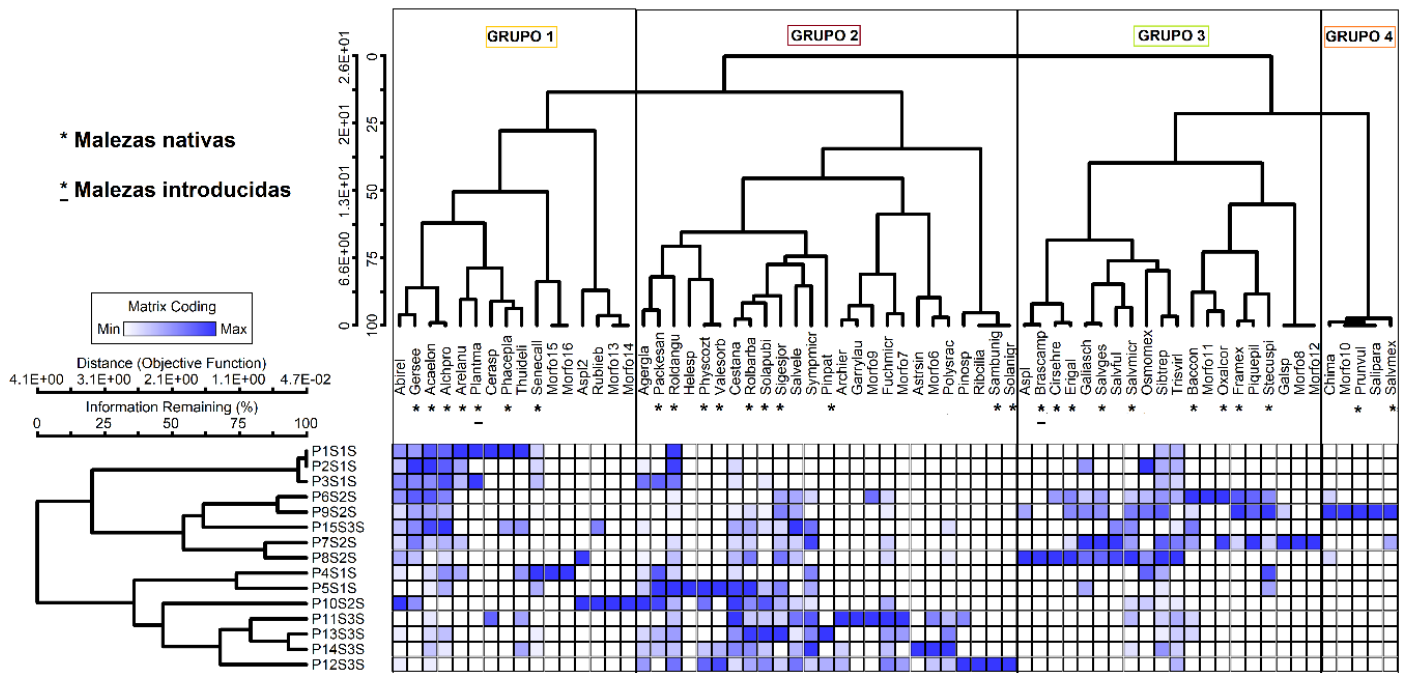 GRUPO 1
GRUPO 2
GRUPO 3
GRUPO 4
2.6E+01
2E+01
1.3E+01
6.6E+00
0
0
25
50
75
100
* Malezas nativas
* Malezas introducidas
Matrix Coding
Min
Max
Distance (Objective Function)
4.1E+00 3.1E+00 2.1E+00 1.1E+00 4.7E-02
Information Remaining (%)
0 25 50 75 100
Abirel
Gersee
Acaelon
Alchpro
Arelanu
Plantma
Cerasp
Phacepla
Thuideli
Senecall
Morfo15
Morfo16
Aspl2
Rublieb
Morfo13
Morfo14
Agergla
Packesan
Roldangu
Helesp
Physcozt
Valesorb
Cestana
Rolbarba
Solapubi
Sigesjor
Salvele
Sympmicr
Pinpat
Archier
Garrylau
Morfo9
Fuchmicr
Morfo7
Astrsin
Morfo6
Polysrac
Pinosp
Ribcilia
Sambunig
Solaniqr
Aspl
Brascamp
Cirsehre
Erigal
Galiasch
Salvges
Salvful
Salvmicr
Osmomex
Sibtrep
Trisvirl
Baccon
Morfo11
Oxalcor
Framex
Piquepil
Stecuspi
Galsp
Morfo8
Morfo12
Chima
Morfo10
Prunvul
Salipara
Salvmex
P1S1S
P2S1S
P3S1S
P6S2S
P9S2S
P15S3S
P7S2S
P8S2S
P4S1S
P5S1S
P10S2S
P11S3S
P13S3S
P14S3S
P12S3S